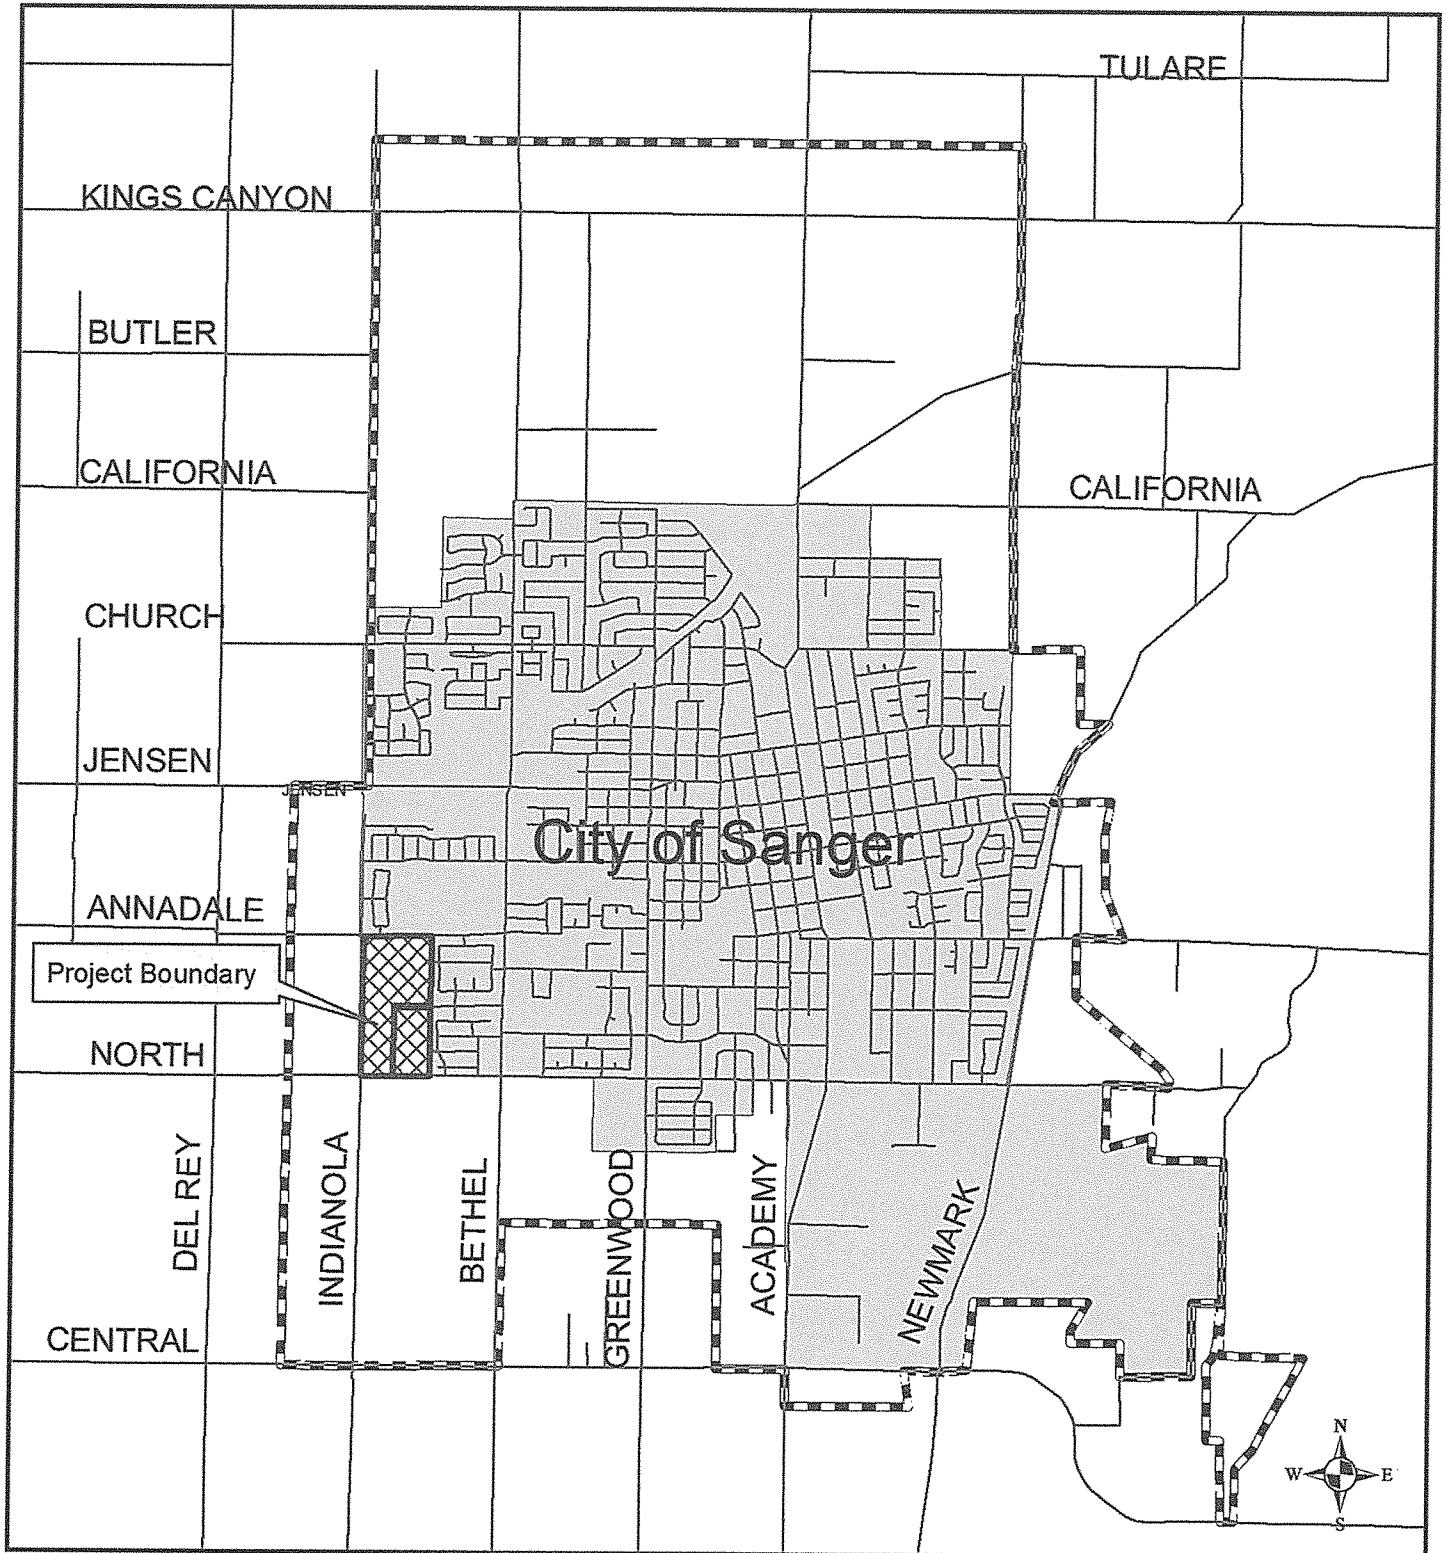 TULARE
KINGS CANYON
BUTLER
CALIFORNIA
CALIFORNIA
CHURCH
JENSEN
JENSEN
City of Sanger
ANNADALE
Project Boundary
NORTH
DEL REY
INDIANOLA
BETHEL
GREENWOOD
ACADEMY
NEWMARK
CENTRAL
N
W E
S